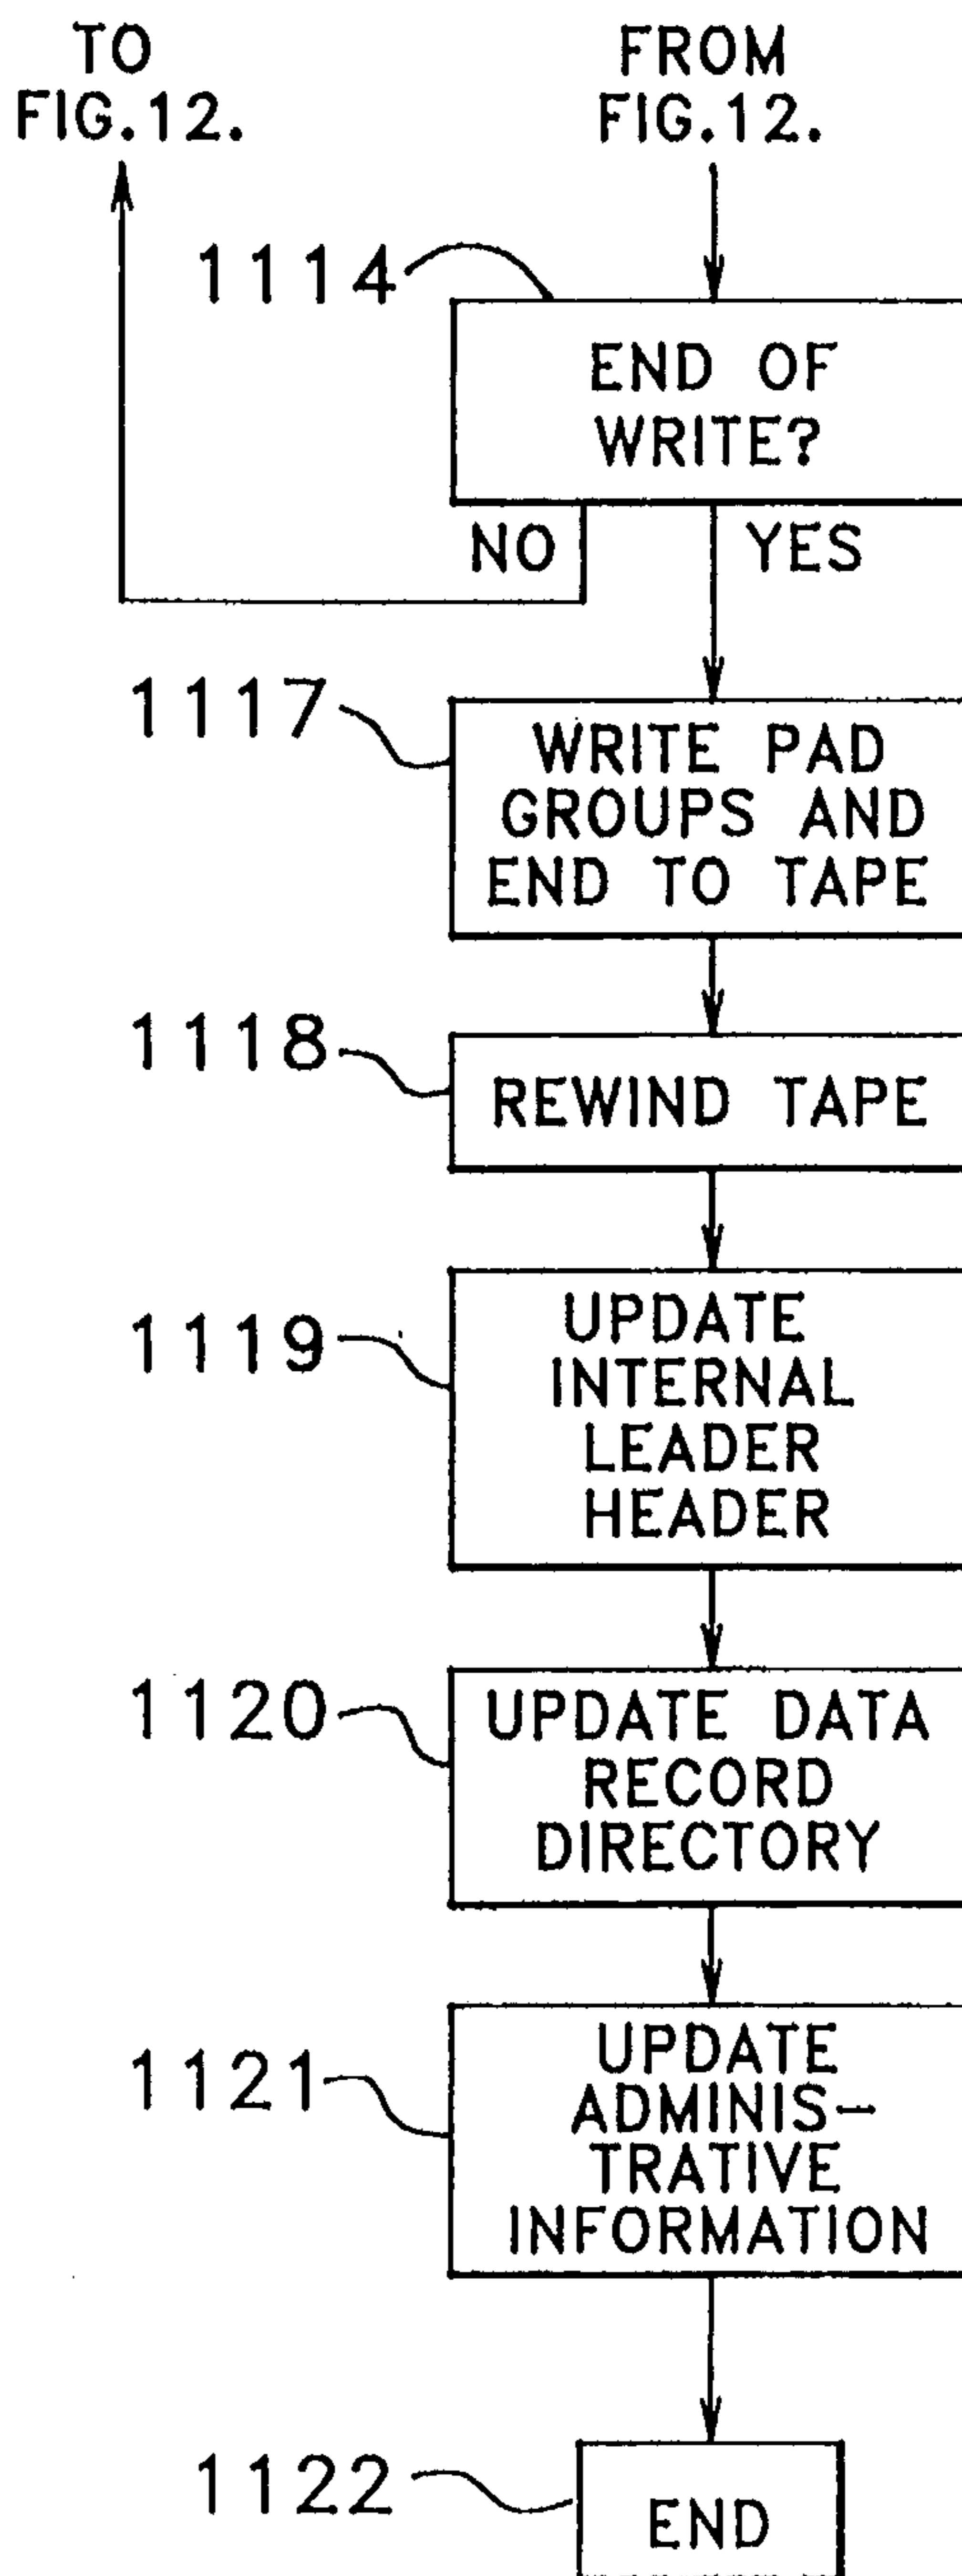 TO
FIG.12.
FROM
FIG.12.
1114
END OF
WRITE?
NO
YES
1117
WRITE PAD
GROUPS AND
END TO TAPE
1118
REWIND TAPE
1119
UPDATE
INTERNAL
LEADER
HEADER
1120
UPDATE DATA
RECORD
DIRECTORY
1121
UPDATE
ADMINIS-
TRATIVE
INFORMATION
1122
END